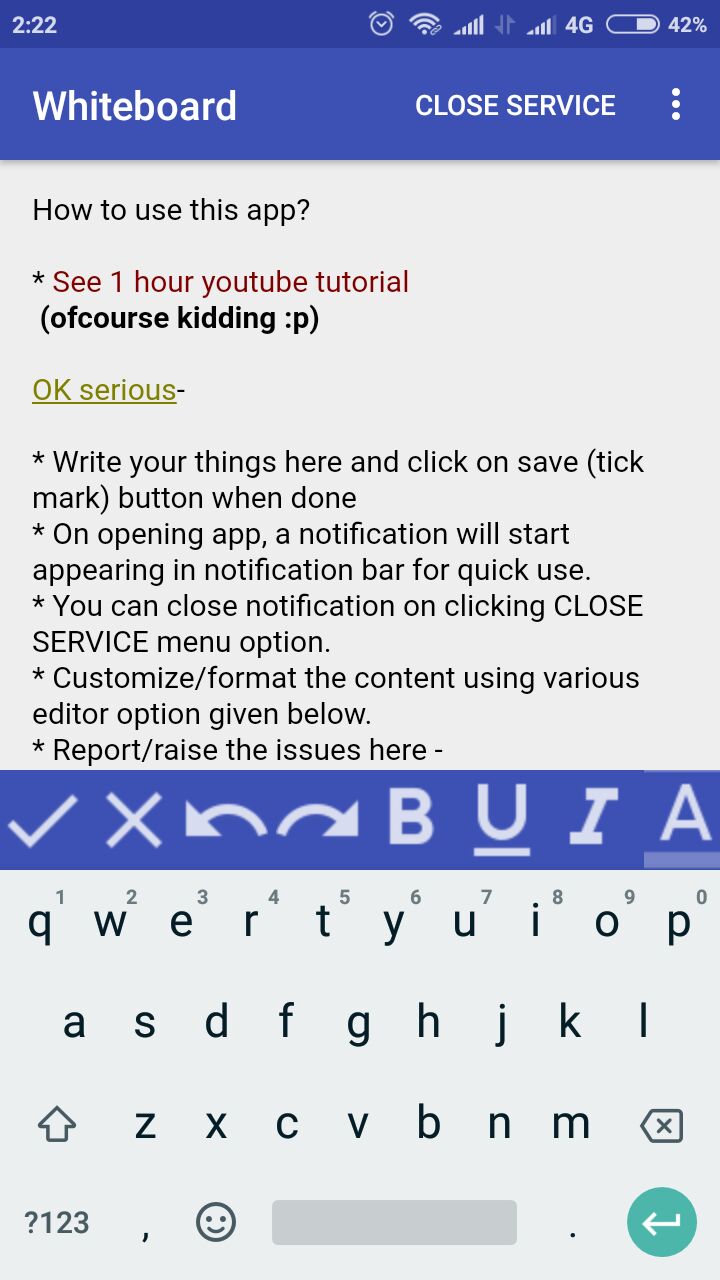 2:22 4G 42%
Whiteboard CLOSE SERVICE
How to use this app?
* See 1 hour youtube tutorial
(ofcourse kidding :p)
OK serious-
* Write your things here and click on save (tick
mark) button when done
* On opening app, a notification will start
appearing in notification bar for quick use.
* You can close notification on clicking CLOSE
SERVICE menu option.
* Customize/format the content using various
editor option given below.
* Report/raise the issues here -
B U I A
1 2 3 4 5 6 7 8 9 0
q w e r t y u i o p
a s d f g h j k l
z x c v b n m
?123 , .